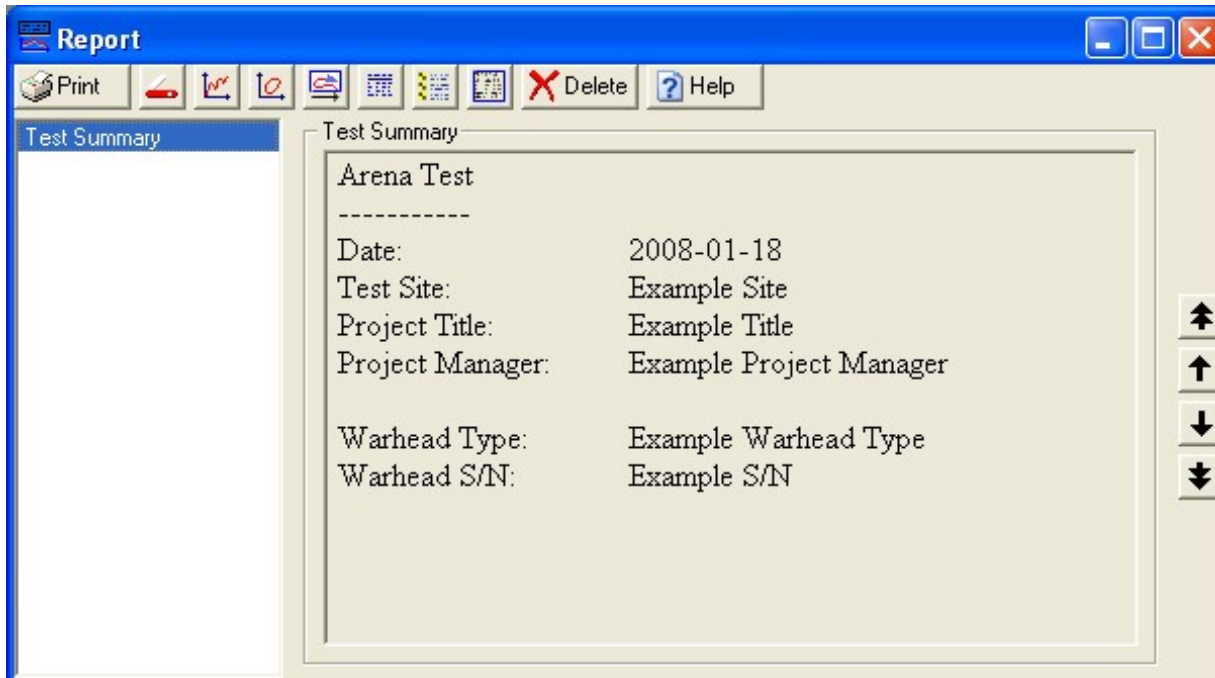 Report
Print Delete Help
Test Summary
Test Summary
Arena Test
-----------
Date: 2008-01-18
Test Site: Example Site
Project Title: Example Title
Project Manager: Example Project Manager
Warhead Type: Example Warhead Type
Warhead S/N: Example S/N